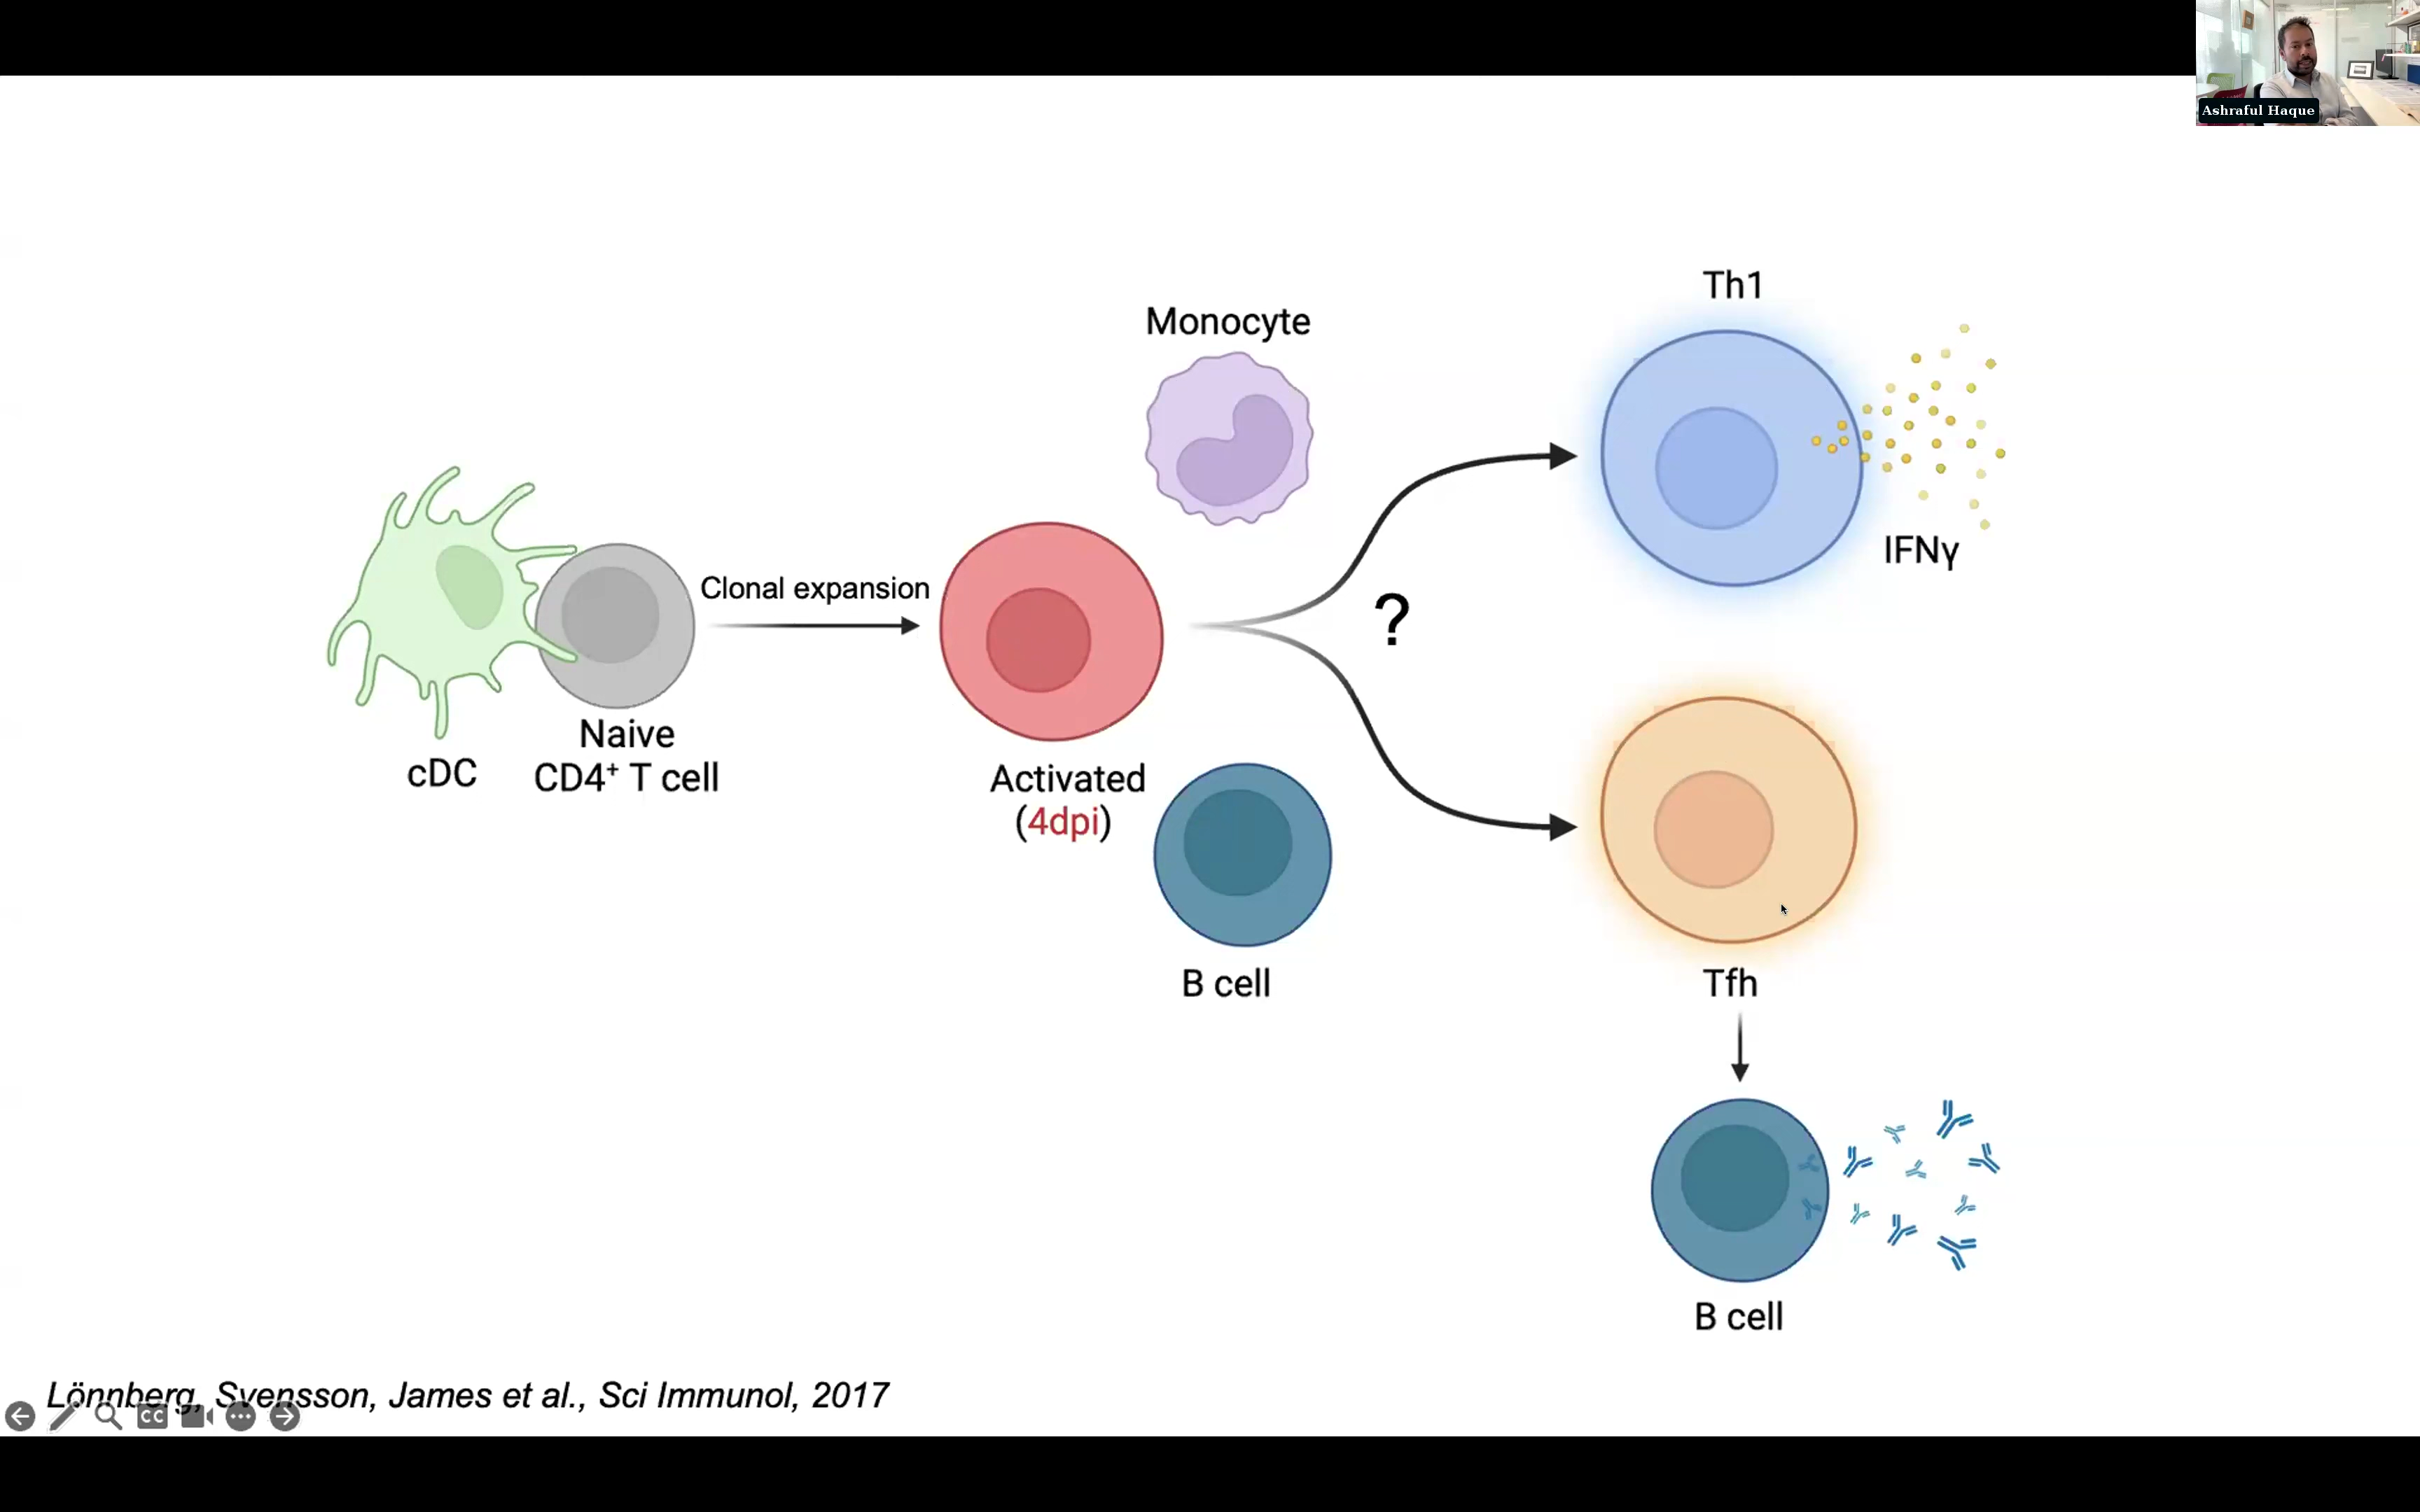 Ashraful Haque
Th1
Monocyte
IFNγ
Clonal expansion
?
Naive
CD4⁺ T cell
cDC
Activated
(4dpi)
B cell
Tfh
B cell
Lönnberg, Svensson, James et al., Sci Immunol, 2017
CC